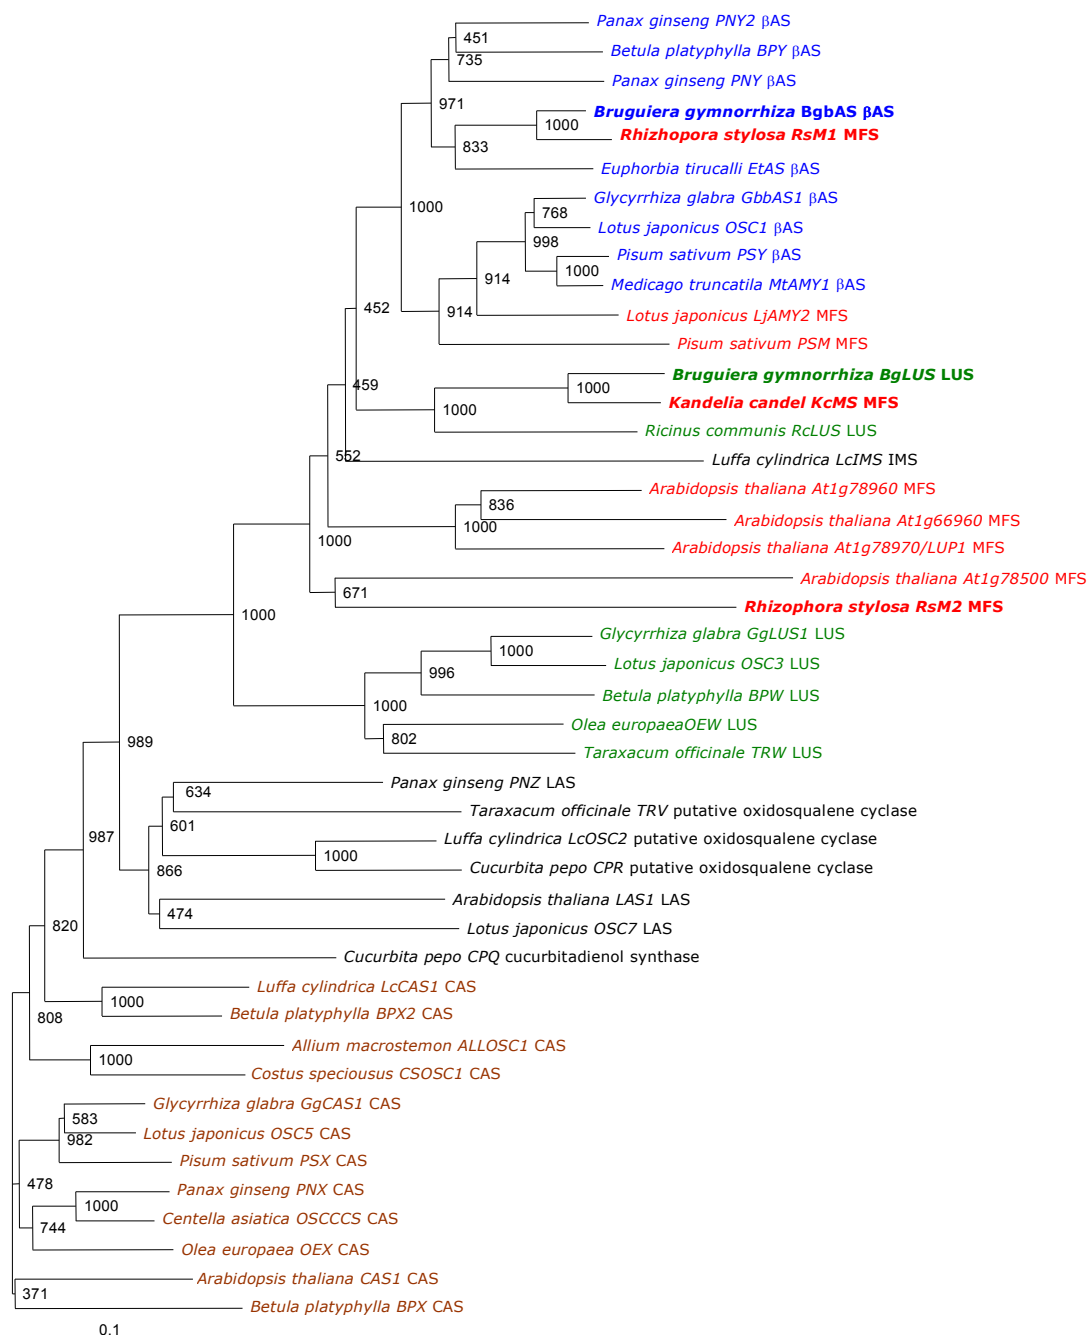 Panax ginseng PNY2 βAS
451
Betula platyphylla BPY βAS
735
Panax ginseng PNY βAS
971
Bruguiera gymnorrhiza BgbAS βAS
1000
Rhizhopora stylosa RsM1 MFS
833
Euphorbia tirucalli EtAS βAS
Glycyrrhiza glabra GbbAS1 βAS
1000
768
Lotus japonicus OSC1 βAS
998
Pisum sativum PSY βAS
1000
914
Medicago truncatila MtAMY1 βAS
452
914
Lotus japonicus LjAMY2 MFS
Pisum sativum PSM MFS
Bruguiera gymnorrhiza BgLUS LUS
459
1000
Kandelia candel KcMS MFS
1000
Ricinus communis RcLUS LUS
552
Luffa cylindrica LcIMS IMS
Arabidopsis thaliana At1g78960 MFS
836
Arabidopsis thaliana At1g66960 MFS
1000
1000
Arabidopsis thaliana At1g78970/LUP1 MFS
Arabidopsis thaliana At1g78500 MFS
671
Rhizophora stylosa RsM2 MFS
1000
Glycyrrhiza glabra GgLUS1 LUS
1000
Lotus japonicus OSC3 LUS
996
Betula platyphylla BPW LUS
1000
Olea europaeaOEW LUS
802
989
Taraxacum officinale TRW LUS
Panax ginseng PNZ LAS
634
Taraxacum officinale TRV putative oxidosqualene cyclase
601
987
Luffa cylindrica LcOSC2 putative oxidosqualene cyclase
1000
866
Cucurbita pepo CPR putative oxidosqualene cyclase
Arabidopsis thaliana LAS1 LAS
474
820
Lotus japonicus OSC7 LAS
Cucurbita pepo CPQ cucurbitadienol synthase
Luffa cylindrica LcCAS1 CAS
1000
808
Betula platyphylla BPX2 CAS
Allium macrostemon ALLOSC1 CAS
1000
Costus speciousus CSOSC1 CAS
Glycyrrhiza glabra GgCAS1 CAS
583
Lotus japonicus OSC5 CAS
982
Pisum sativum PSX CAS
478
Panax ginseng PNX CAS
1000
Centella asiatica OSCCCS CAS
744
Olea europaea OEX CAS
Arabidopsis thaliana CAS1 CAS
371
Betula platyphylla BPX CAS
0.1